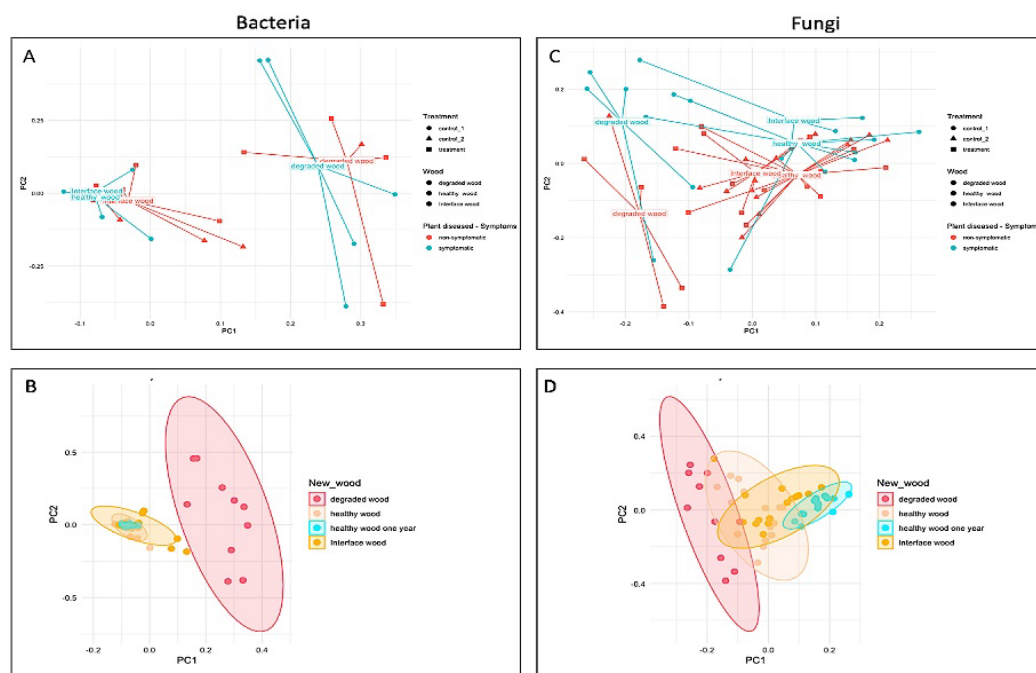 Bacteria
Fungi
A
0.25
0.00
-0.25
PC2
-0.1
0.0
0.1
0.2
0.3
PC1
degraded wood
degraded wood
Interface wood
healthy wood
Treatment
control_1
control_2
treatment
Wood
degraded wood
healthy wood
Interface wood
Plant diseased - Symptoms
non-symptomatic
symptomatic
C
0.2
0.0
-0.2
-0.4
PC2
-0.2
-0.1
0.0
0.1
0.2
PC1
degraded wood
Interface wood
healthy wood
Interface wood
degraded wood
Treatment
control_1
control_2
treatment
Wood
degraded wood
healthy wood
Interface wood
Plant diseased - Symptoms
non-symptomatic
symptomatic
B
0.5
0.0
-0.5
PC2
-0.2
0.0
0.2
0.4
PC1
New_wood
degraded wood
healthy wood
healthy wood one year
Interface wood
D
0.4
0.0
-0.4
PC2
-0.4
-0.2
0.0
0.2
PC1
New_wood
degraded wood
healthy wood
healthy wood one year
Interface wood